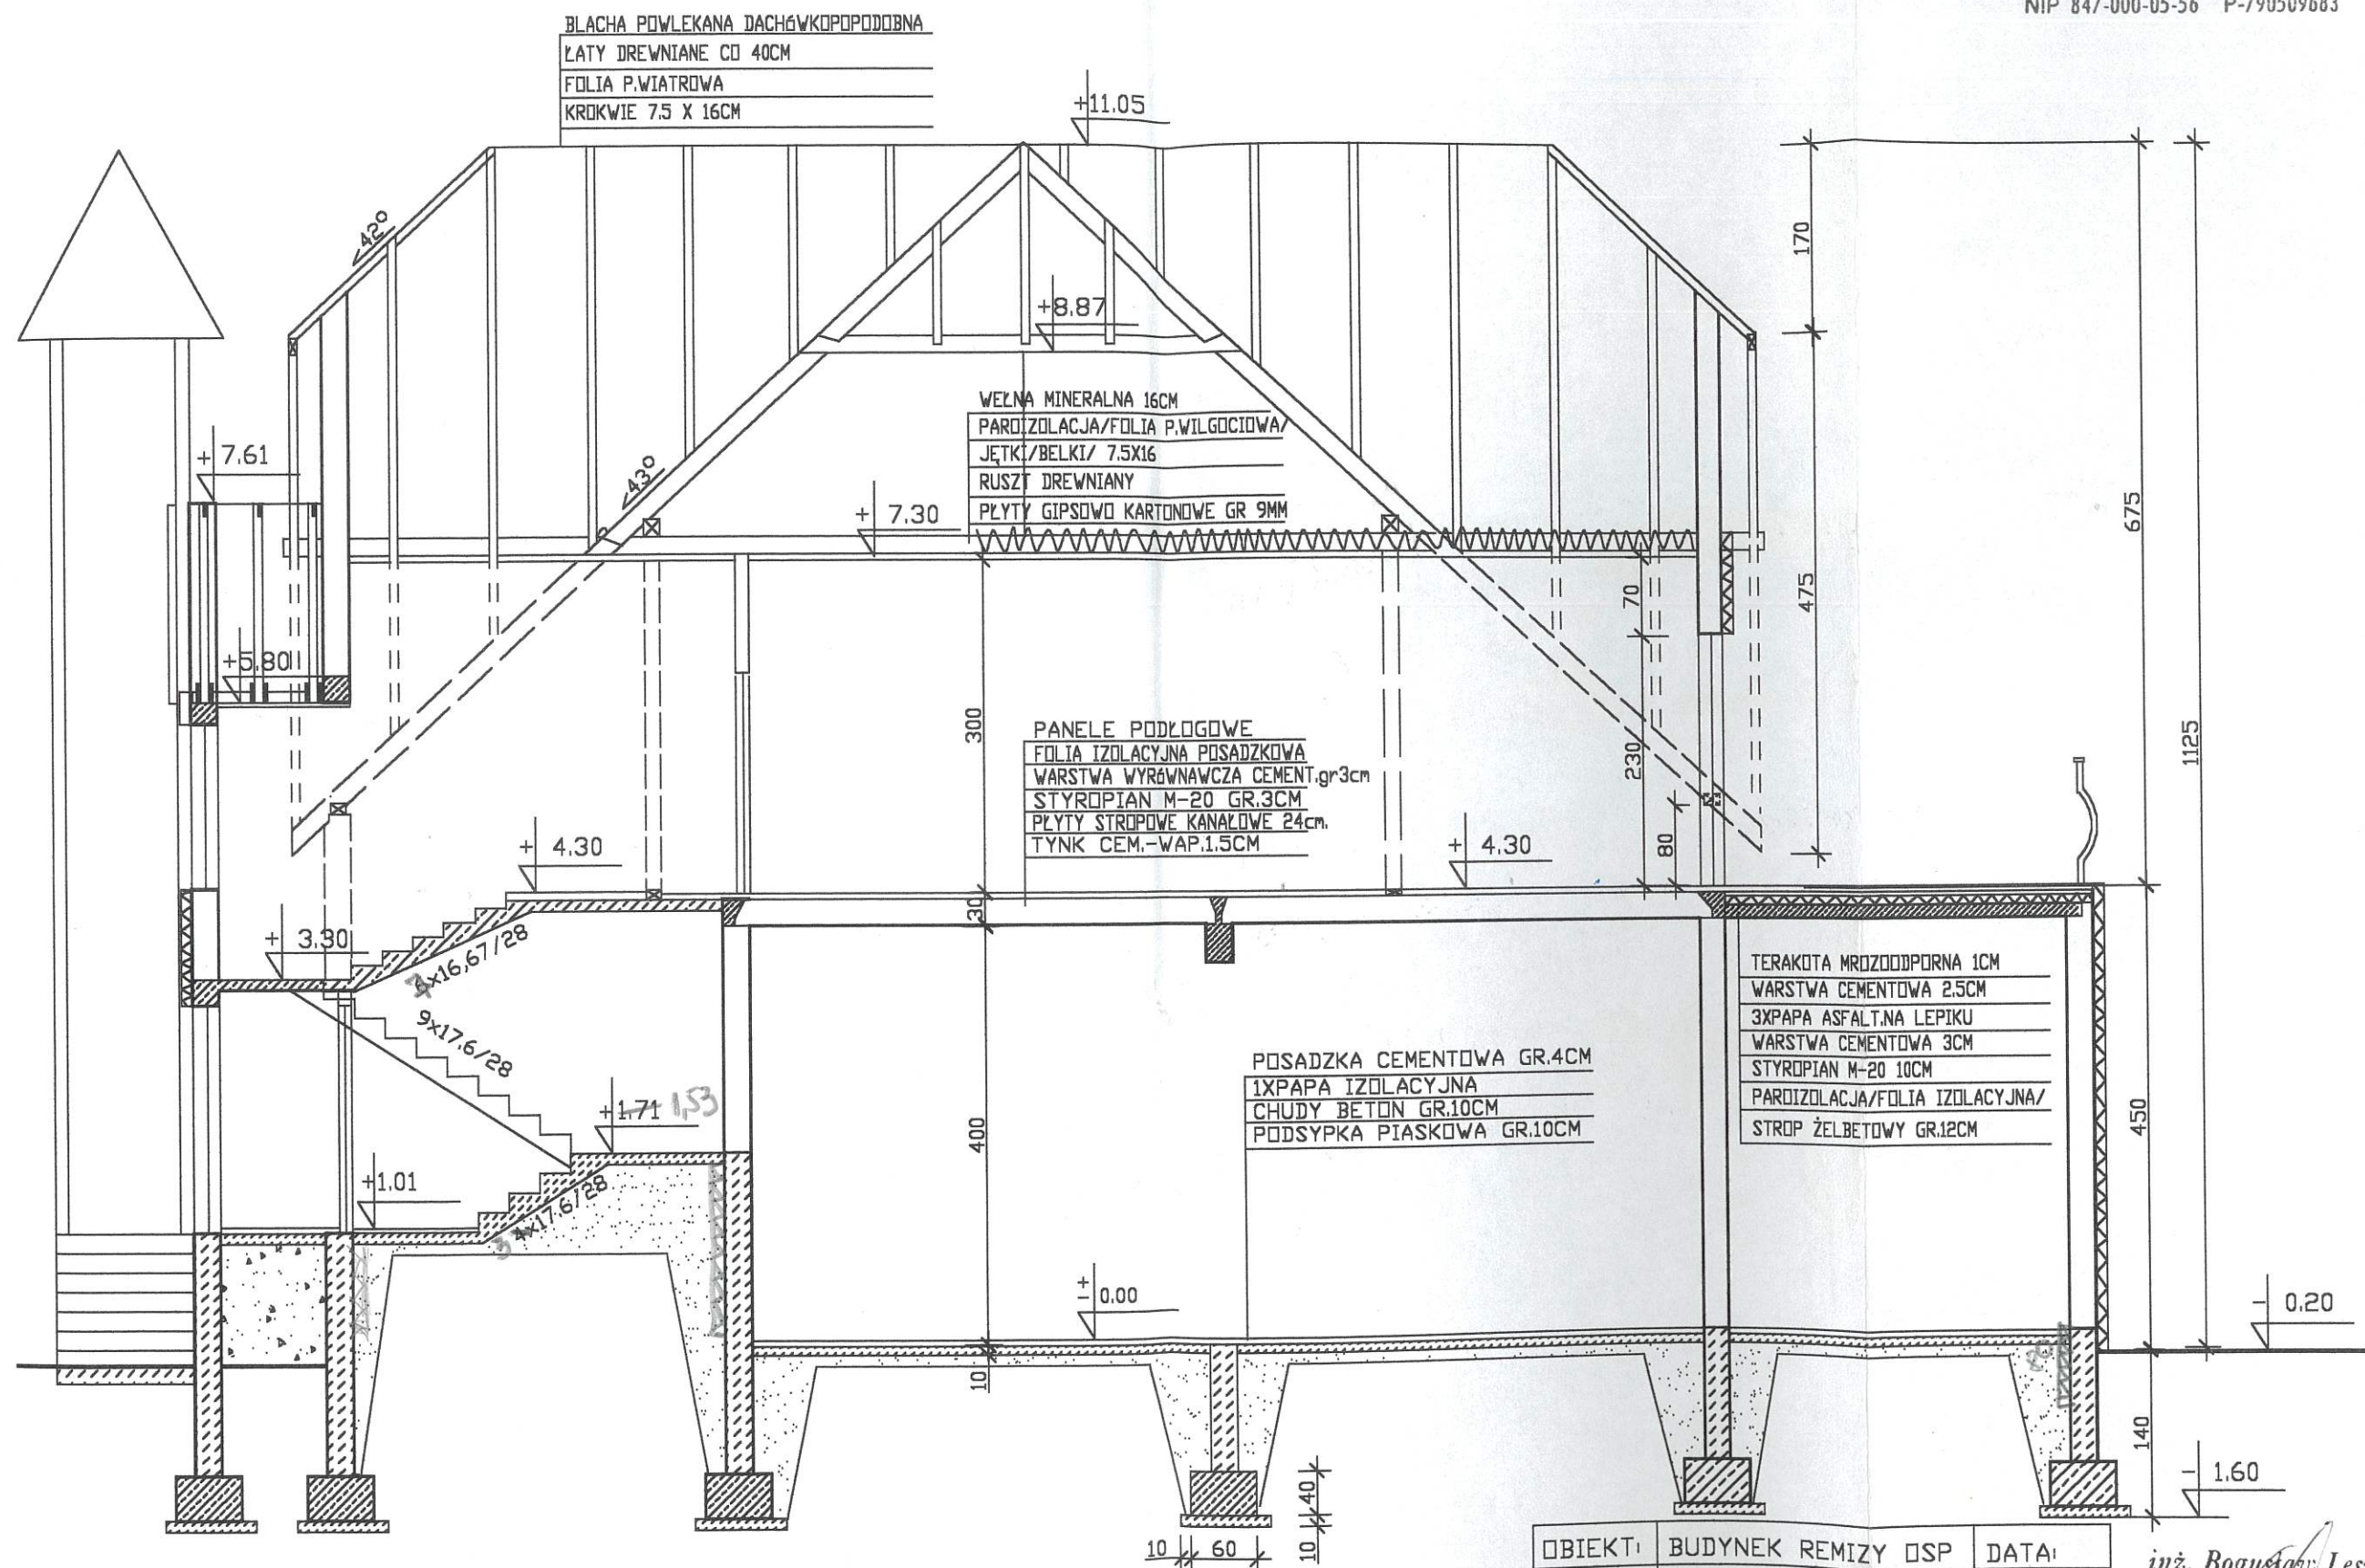 NIP 847-000-05-56 P-790509683
BLACHA POWLEKANA DACHóWKOPOPODOBNA
ŁATY DREWNIANE CO 40CM
FOLIA P.WIATROWA
KROKWIE 7.5 X 16CM
+11.05
42°
170
+8.87
675
WEŁNA MINERALNA 16CM
PAROIZOLACJA/FOLIA P.WILGOCIOWA/
JĘTKI/BELKI/ 7.5X16
RUSZT DREWNIANY
PŁYTY GIPSOWO KARTONOWE GR 9MM
+ 7.61
43°
+ 7.30
70
475
+5.80
300
230
1125
PANELE PODŁOGOWE
FOLIA IZOLACYJNA POSADZKOWA
WARSTWA WYRóWNAWCZA CEMENT.gr3cm
STYROPIAN M-20 GR.3CM
PŁYTY STROPOWE KANAŁOWE 24cm.
TYNK CEM.-WAP.1.5CM
+ 4.30
+ 4.30
80
30
+ 3.30
x16,67/28
9x17.6/28
TERAKOTA MROZOODPORNA 1CM
WARSTWA CEMENTOWA 2.5CM
3XPAPA ASFALT.NA LEPIKU
WARSTWA CEMENTOWA 3CM
STYROPIAN M-20 10CM
PAROIZOLACJA/FOLIA IZOLACYJNA/
STROP ŻELBETOWY GR.12CM
POSADZKA CEMENTOWA GR.4CM
1XPAPA IZOLACYJNA
CHUDY BETON GR.10CM
PODSYPKA PIASKOWA GR.10CM
+1.71 1,53
400
450
+1.01
3 4x17.6/28
+
- 0.00
- 0.20
10
140
- 1.60
40
10
10 60
OBIEKT: BUDYNEK REMIZY OSP DATA:
inż. Bogusław Les